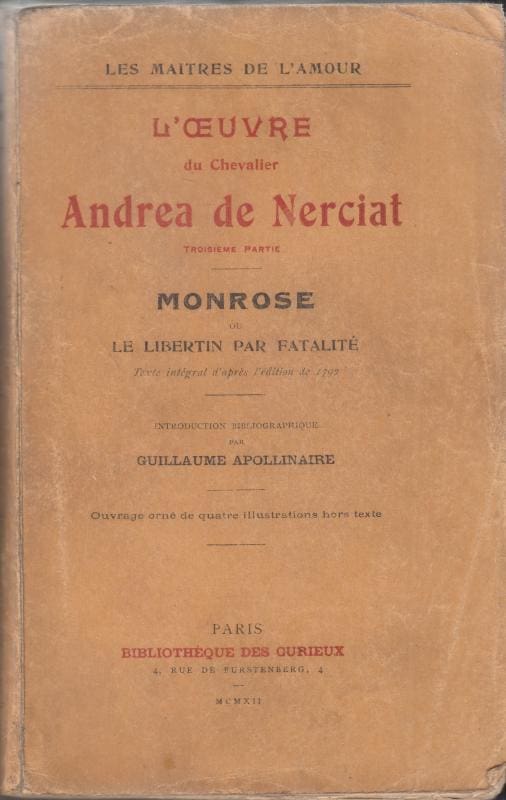 LES MAITRES DE L'AMOUR
L'ŒUVRE
du Chevalier
Andrea de Nerciat
TROISIEME PARTIE
MONROSE
OU
LE LIBERTIN PAR FATALITÉ
Texte intégral d'après l'édition de 1792
INTRODUCTION BIBLIOGRAPHIQUE
PAR
GUILLAUME APOLLINAIRE
Ouvrage orné de quatre illustrations hors texte
PARIS
BIBLIOTHÈQUE DES CURIEUX
4, RUE DE FURSTENBERG, 4
MCMXII